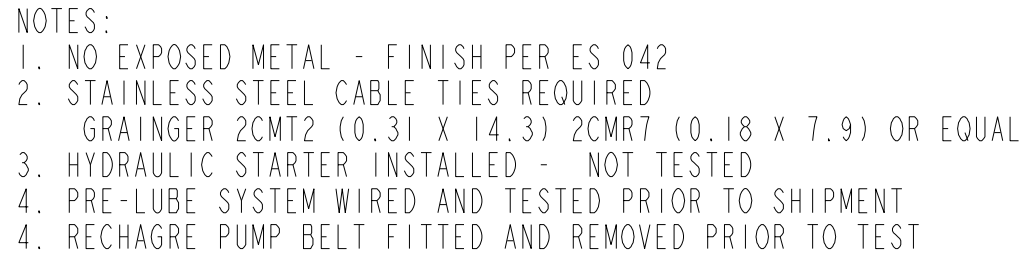 NOTES:
1. NO EXPOSED METAL - FINISH PER ES 042
2. STAINLESS STEEL CABLE TIES REQUIRED
GRAINGER 2CMT2 (0.31 X 14.3) 2CMR7 (0.18 X 7.9) OR EQUAL
3. HYDRAULIC STARTER INSTALLED - NOT TESTED
4. PRE-LUBE SYSTEM WIRED AND TESTED PRIOR TO SHIPMENT
4. RECHAGRE PUMP BELT FITTED AND REMOVED PRIOR TO TEST